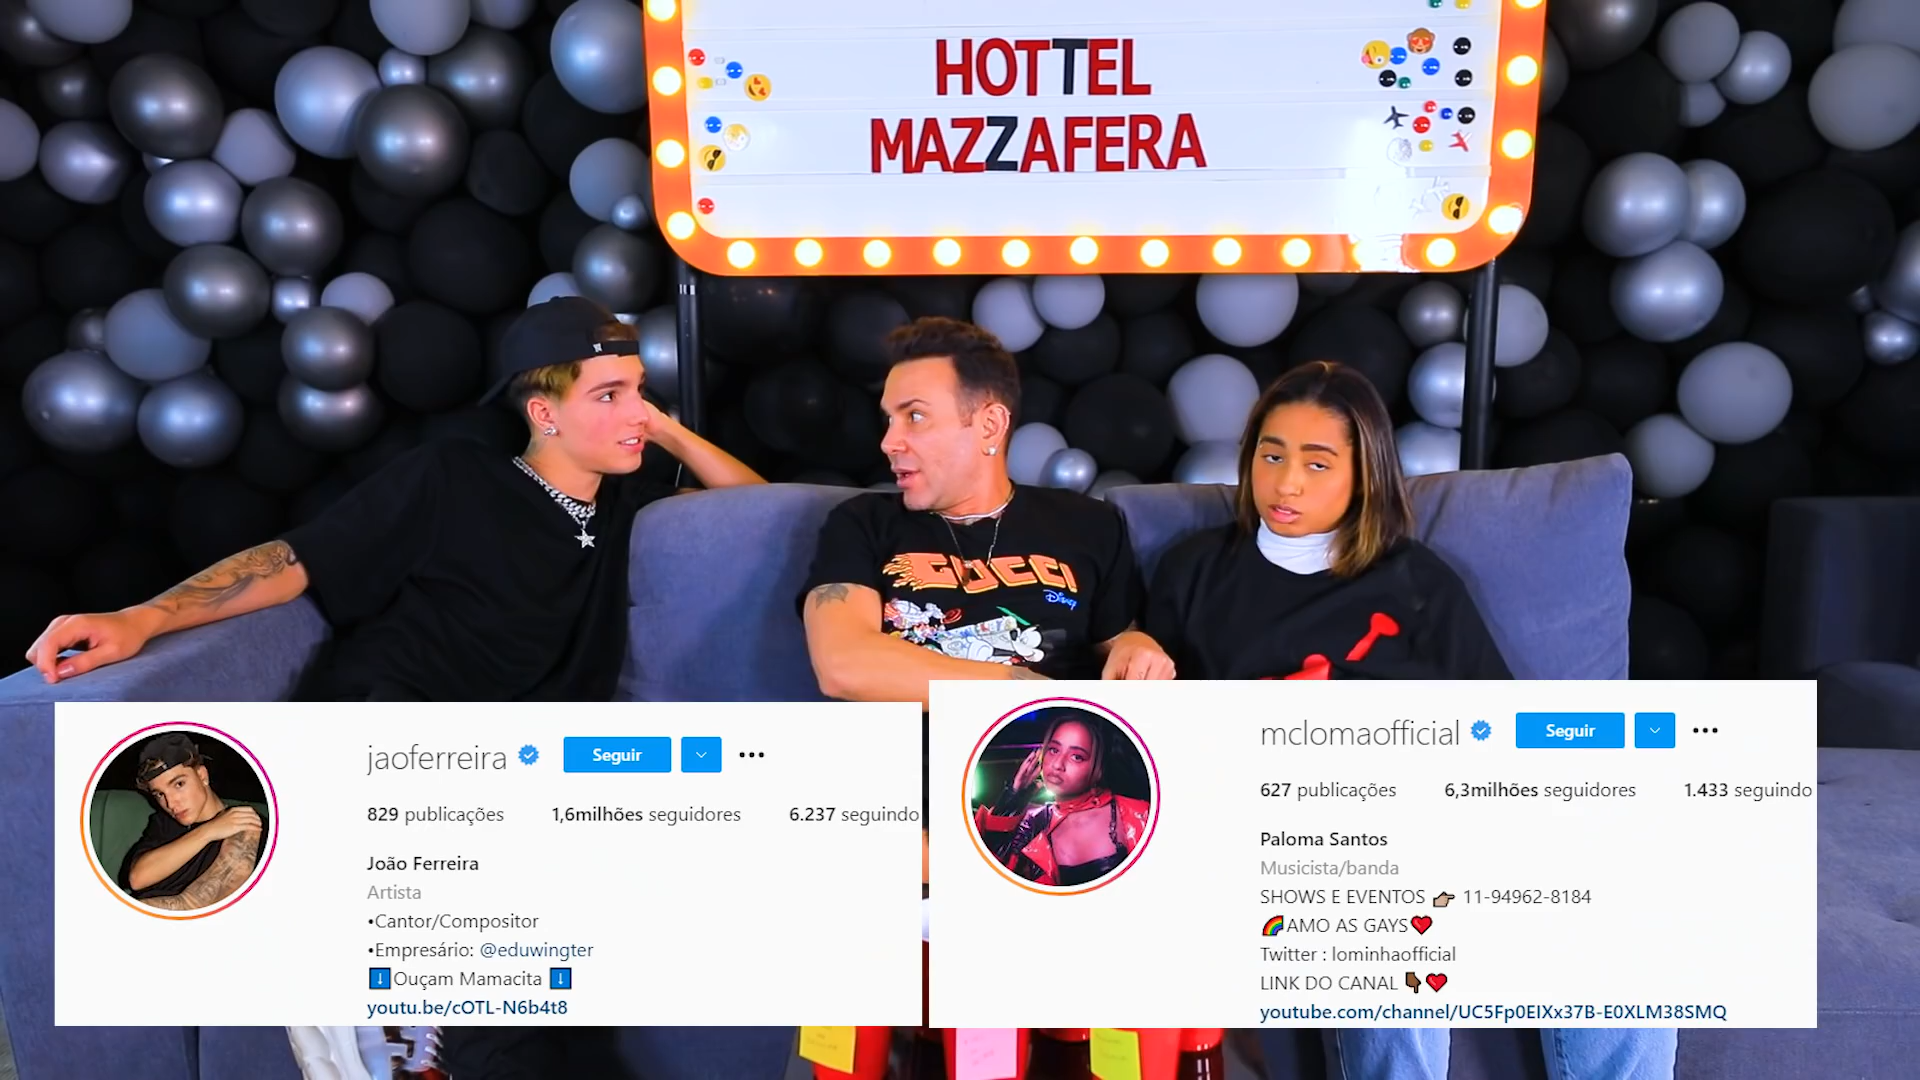 HOTTEL
MAZZAFERA
GUCCI
Disney
jaoferreira
Seguir
829 publicações 1,6milhões seguidores 6.237 seguindo
João Ferreira
Artista
•Cantor/Compositor
•Empresário: @eduwingter
⬇️Ouçam Mamacita ⬇️
youtu.be/cOTL-N6b4t8
mclomaofficial
Seguir
627 publicações 6,3milhões seguidores 1.433 seguindo
Paloma Santos
Musicista/banda
SHOWS E EVENTOS 👉🏽 11-94962-8184
🌈AMO AS GAYS❤️
Twitter : lominhaofficial
LINK DO CANAL 👇🏾❤️
youtube.com/channel/UC5Fp0EIXx37B-E0XLM38SMQ